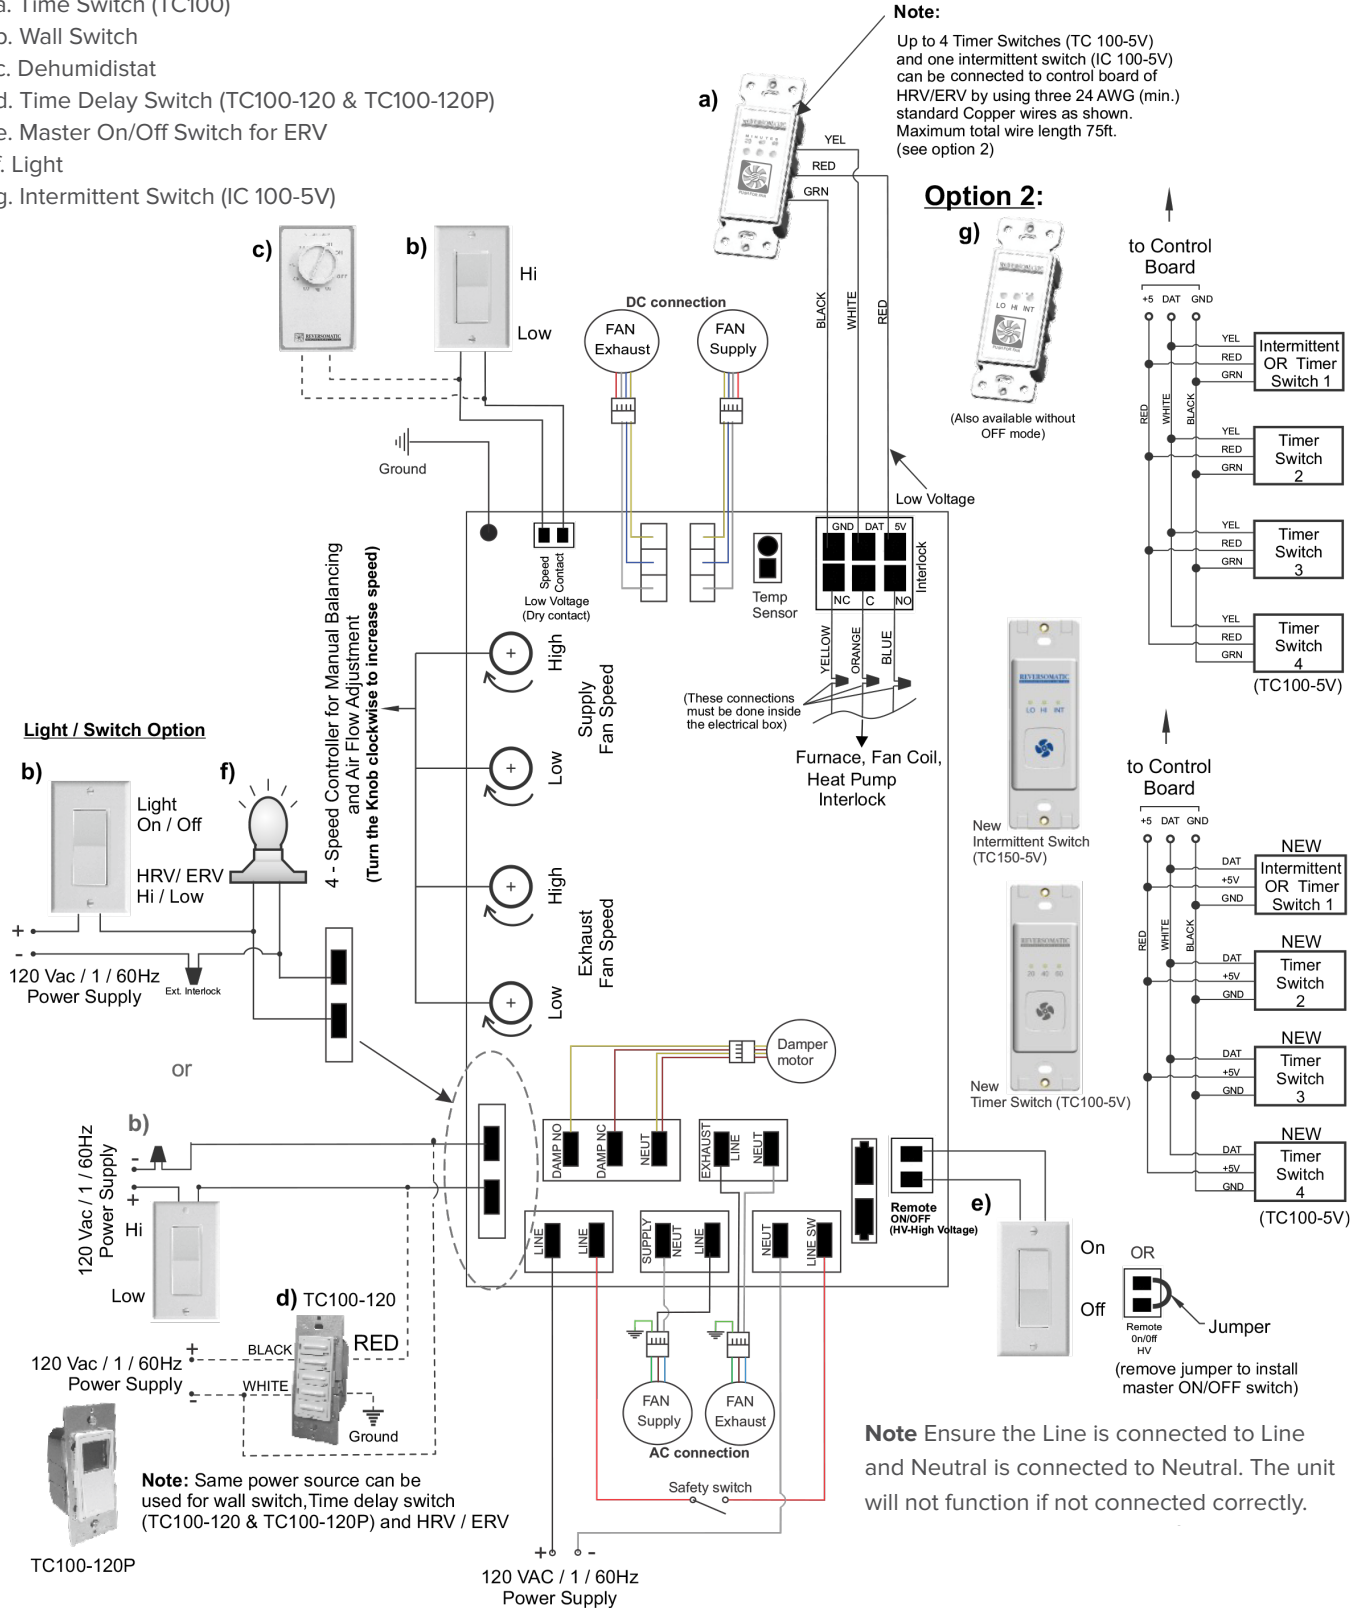 a. Time Switch (TC100)
b. Wall Switch
c. Dehumidistat
d. Time Delay Switch (TC100-120 & TC100-120P)
e. Master On/Off Switch for ERV
f. Light
g. Intermittent Switch (IC 100-5V)
Note:
Up to 4 Timer Switches (TC 100-5V)
and one intermittent switch (IC 100-5V)
can be connected to control board of
HRV/ERV by using three 24 AWG (min.)
standard Copper wires as shown.
Maximum total wire length 75ft.
(see option 2)
a)
YEL
RED
GRN
BLACK
WHITE
RED
Option 2:
g)
REVERSOMATIC
LO HI INT
(Also available without
OFF mode)
to Control
Board
+5 DAT GND
RED
WHITE
BLACK
YEL
RED
GRN
Intermittent
OR Timer
Switch 1
YEL
RED
GRN
Timer
Switch
2
YEL
RED
GRN
Timer
Switch
3
YEL
RED
GRN
Timer
Switch
4
(TC100-5V)
c)
OFF
REVERSOMATIC
b)
Hi
Low
DC connection
FAN
Exhaust
FAN
Supply
Ground
Low Voltage
Speed
Contact
Low Voltage
(Dry contact)
Temp
Sensor
GND DAT 5V
Interlock
NC C NO
YELLOW
ORANGE
BLUE
(These connections
must be done inside
the electrical box)
Furnace, Fan Coil,
Heat Pump
Interlock
4 - Speed Controller for Manual Balancing
and Air Flow Adjustment
(Turn the Knob clockwise to increase speed)
High
Low
Supply
Fan Speed
High
Low
Exhaust
Fan Speed
Light / Switch Option
b)
Light
On / Off
HRV/ ERV
Hi / Low
f)
+
-
120 Vac / 1 / 60Hz
Power Supply
Ext. Interlock
or
REVERSOMATIC
LO HI INT
New
Intermittent Switch
(TC150-5V)
REVERSOMATIC
20 40 60
New
Timer Switch (TC100-5V)
to Control
Board
+5 DAT GND
RED
WHITE
BLACK
NEW
DAT
+5V
GND
Intermittent
OR Timer
Switch 1
NEW
DAT
+5V
GND
Timer
Switch
2
NEW
DAT
+5V
GND
Timer
Switch
3
NEW
DAT
+5V
GND
Timer
Switch
4
(TC100-5V)
b)
120 Vac / 1 / 60Hz
Power Supply
-
+
Hi
Low
Damper
motor
DAMP NO
DAMP NC
NEUT
EXHAUST
LINE
NEUT
LINE
LINE
SUPPLY
NEUT
LINE
NEUT
LINE SW
Remote
ON/OFF
(HV-High Voltage)
e)
On
Off
OR
Remote
On/Off
HV
Jumper
(remove jumper to install
master ON/OFF switch)
d) TC100-120
BLACK
RED
WHITE
+
-
120 Vac / 1 / 60Hz
Power Supply
Ground
TC100-120P
Note: Same power source can be
used for wall switch,Time delay switch
(TC100-120 & TC100-120P) and HRV / ERV
FAN
Supply
FAN
Exhaust
AC connection
Safety switch
+ -
120 VAC / 1 / 60Hz
Power Supply
Note Ensure the Line is connected to Line
and Neutral is connected to Neutral. The unit
will not function if not connected correctly.